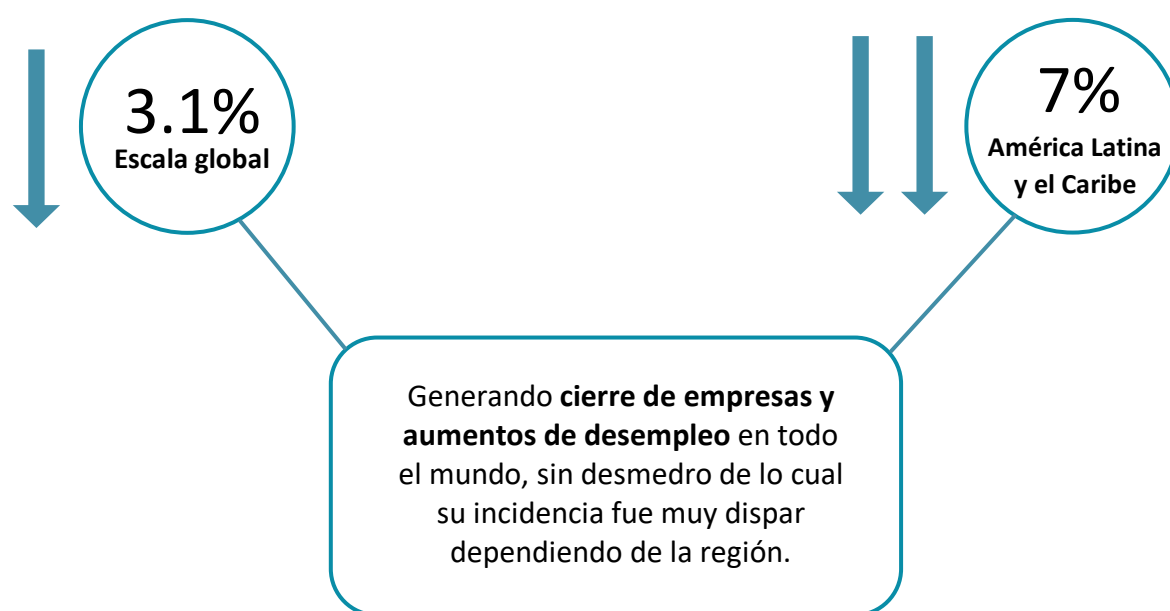 3.1%
Escala global
7%
América Latina
y el Caribe
Generando cierre de empresas y
aumentos de desempleo en todo
el mundo, sin desmedro de lo cual
su incidencia fue muy dispar
dependiendo de la región.